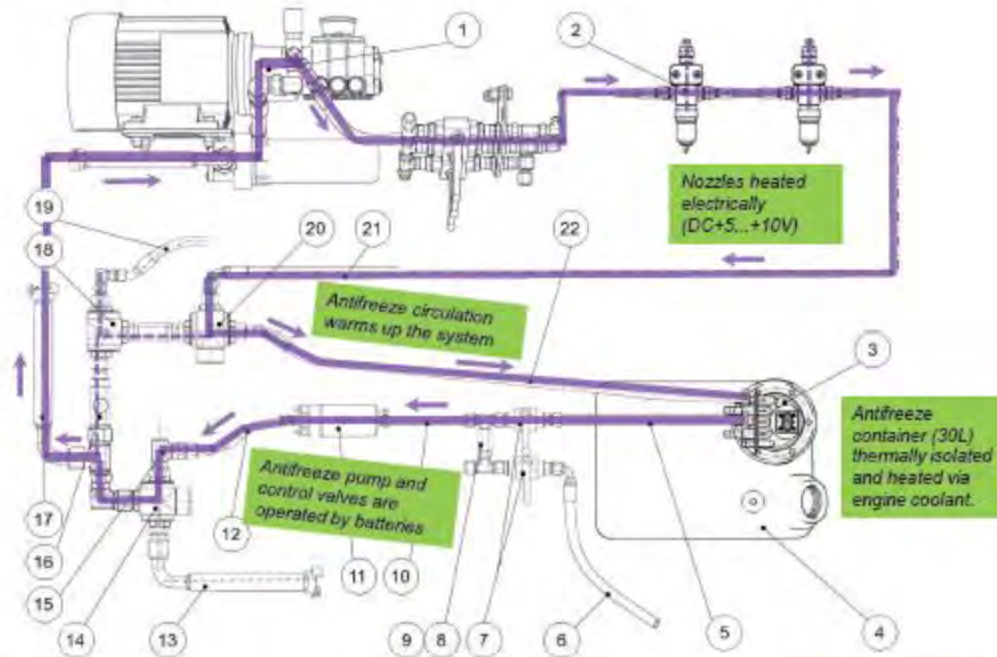 1
2
Nozzles heated
electrically
(DC+5...+10V)
19
18
20
21
22
Antifreeze circulation
warms up the system
3
Antifreeze
container (30L)
thermally isolated
and heated via
engine coolant.
Antifreeze pump and
control valves are
operated by batteries
17
16
15
14
13
12
11
10
9
8
7
6
5
4